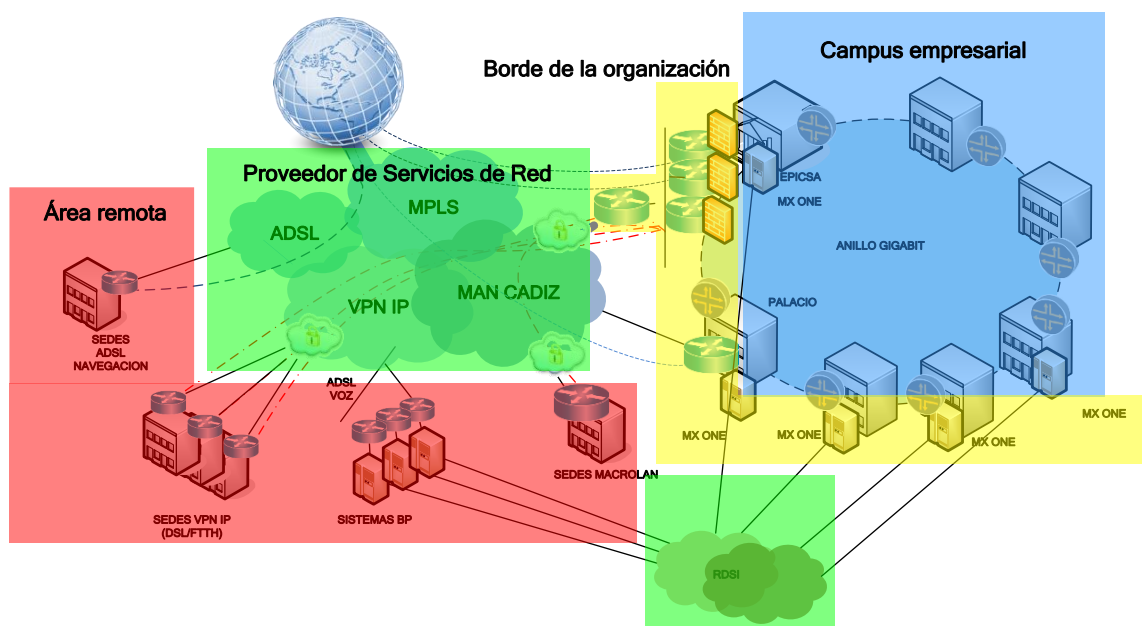 Campus empresarial
Borde de la organización
Proveedor de Servicios de Red
Área remota
MPLS
ADSL
EPICSA
MX ONE
ANILLO GIGABIT
VPN IP
MAN CADIZ
PALACIO
SEDES
ADSL
NAVEGACION
ADSL
VOZ
MX ONE
MX ONE
MX ONE
MX ONE
SEDES MACROLAN
SEDES VPN IP
(DSL/FTTH)
SISTEMAS BP
RDSI